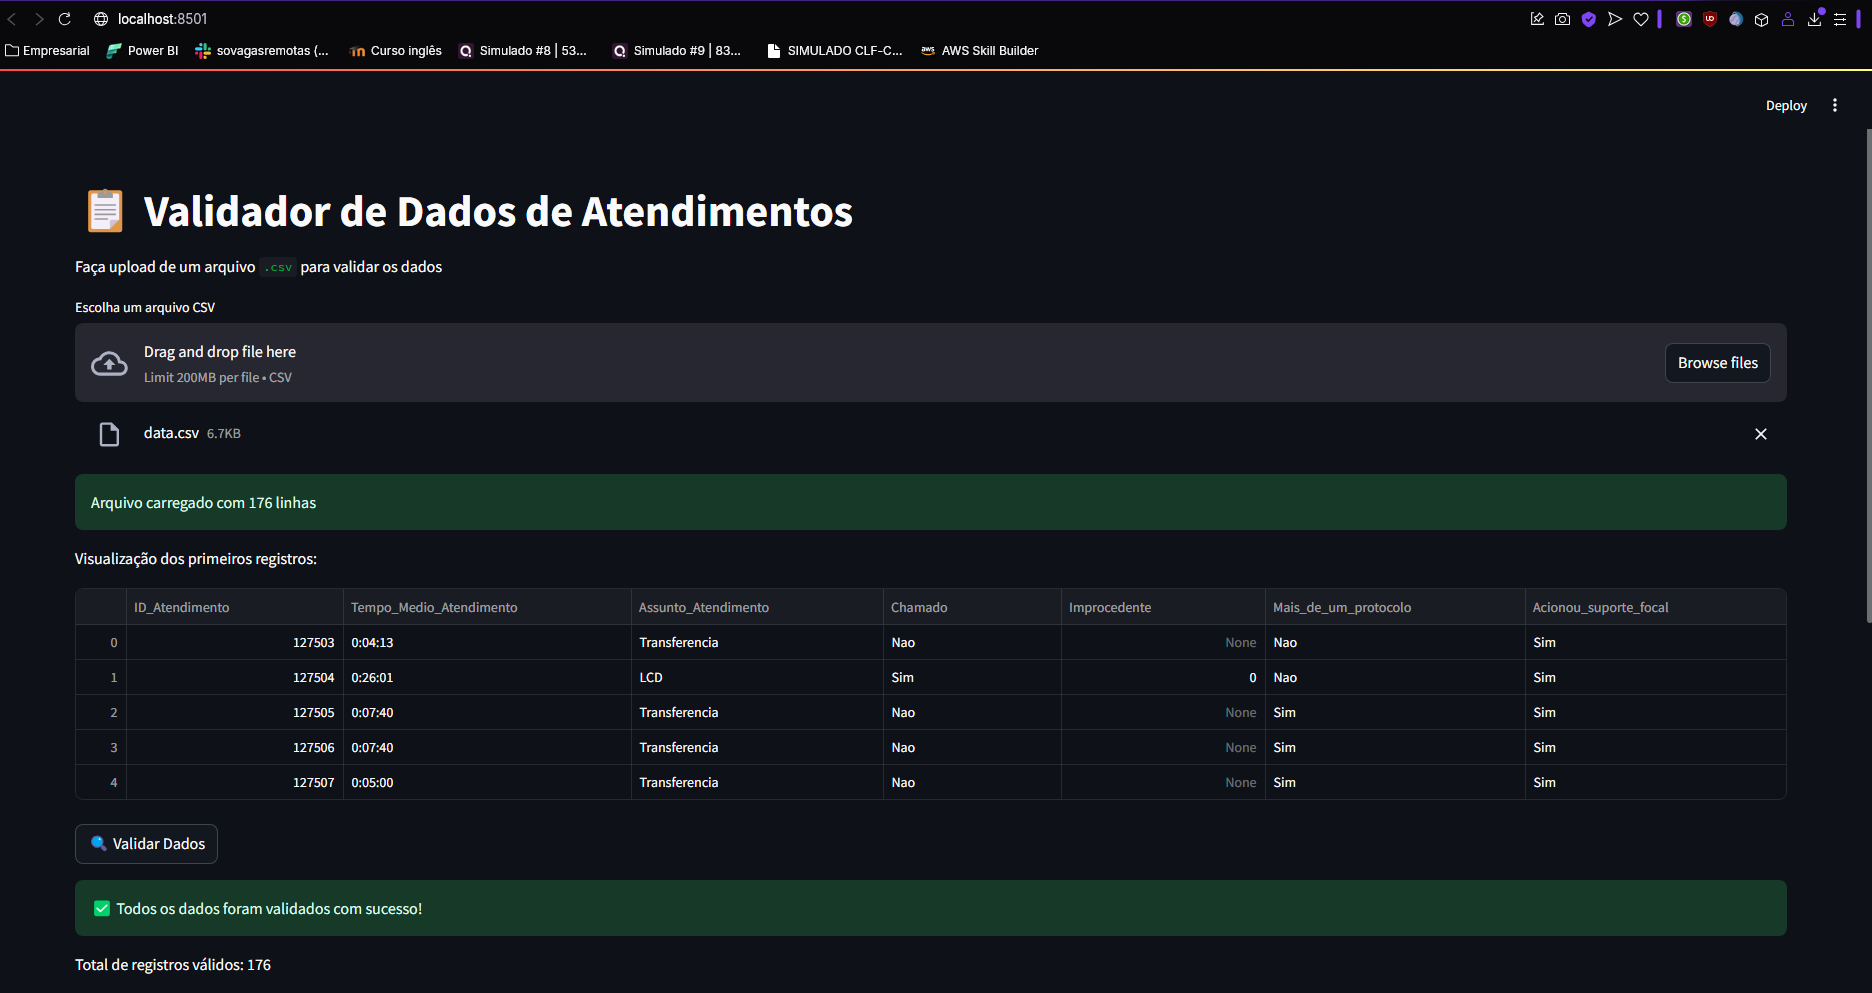 localhost:8501
Empresarial Power BI sovagasremotas (... Curso inglês Simulado #8 | 53... Simulado #9 | 83... SIMULADO CLF-C... AWS Skill Builder
Deploy
Validador de Dados de Atendimentos
Faça upload de um arquivo .csv para validar os dados
Escolha um arquivo CSV
Drag and drop file here
Limit 200MB per file • CSV
Browse files
data.csv 6.7KB
Arquivo carregado com 176 linhas
Visualização dos primeiros registros:
ID_Atendimento Tempo_Medio_Atendimento Assunto_Atendimento Chamado Improcedente Mais_de_um_protocolo Acionou_suporte_focal
0 127503 0:04:13 Transferencia Nao None Nao Sim
1 127504 0:26:01 LCD Sim 0 Nao Sim
2 127505 0:07:40 Transferencia Nao None Sim Sim
3 127506 0:07:40 Transferencia Nao None Sim Sim
4 127507 0:05:00 Transferencia Nao None Sim Sim
Validar Dados
Todos os dados foram validados com sucesso!
Total de registros válidos: 176